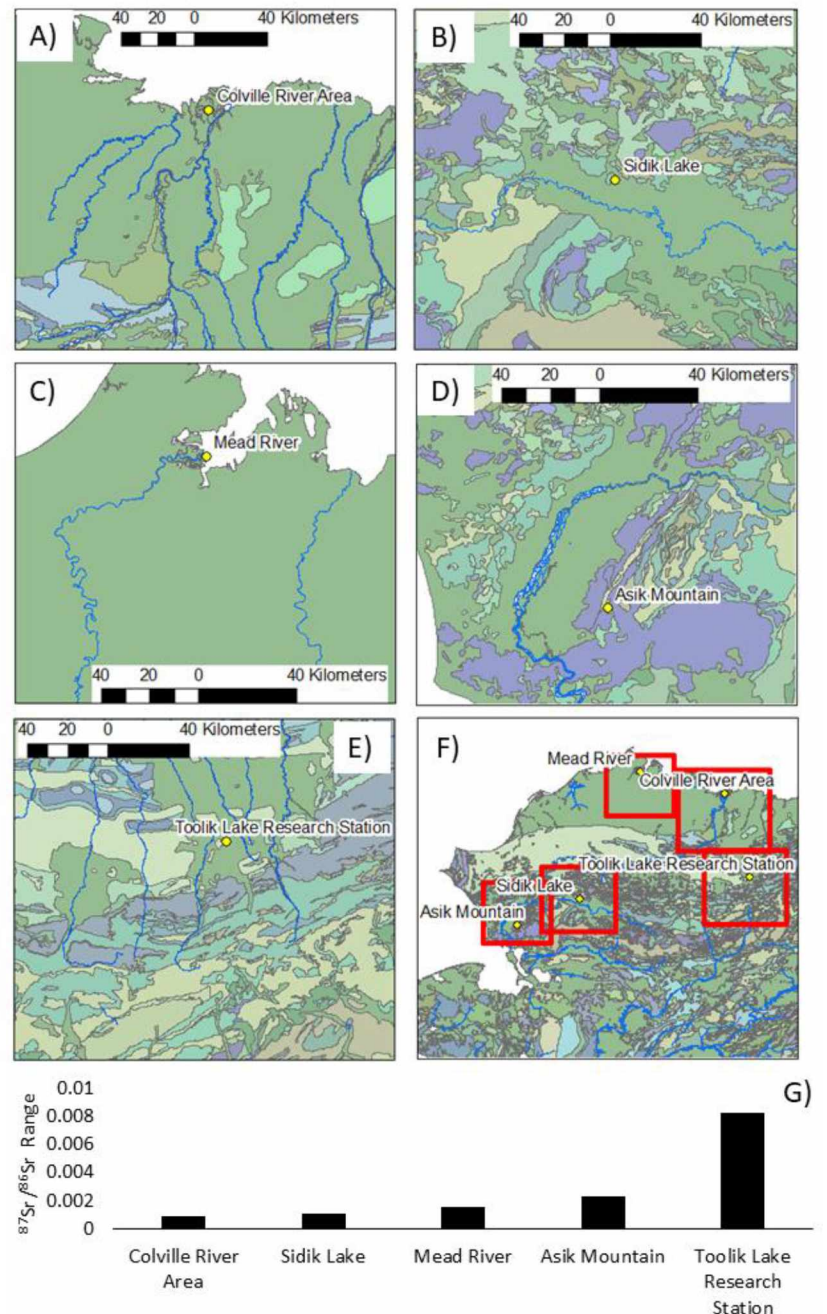 A)
40 20 0 40 Kilometers
Colville River Area
B)
40 20 0 40 Kilometers
Sidik Lake
C)
Mead River
40 20 0 40 Kilometers
D)
40 20 0 40 Kilometers
Asik Mountain
E)
40 20 0 40 Kilometers
Toolik Lake Research Station
F)
Mead River
Colville River Area
Toolik Lake Research Station
Sidik Lake
Asik Mountain
G)
⁸⁷Sr/⁸⁶Sr Range
0.01
0.008
0.006
0.004
0.002
0
Colville River
Area
Sidik Lake
Mead River
Asik Mountain
Toolik Lake
Research
Station